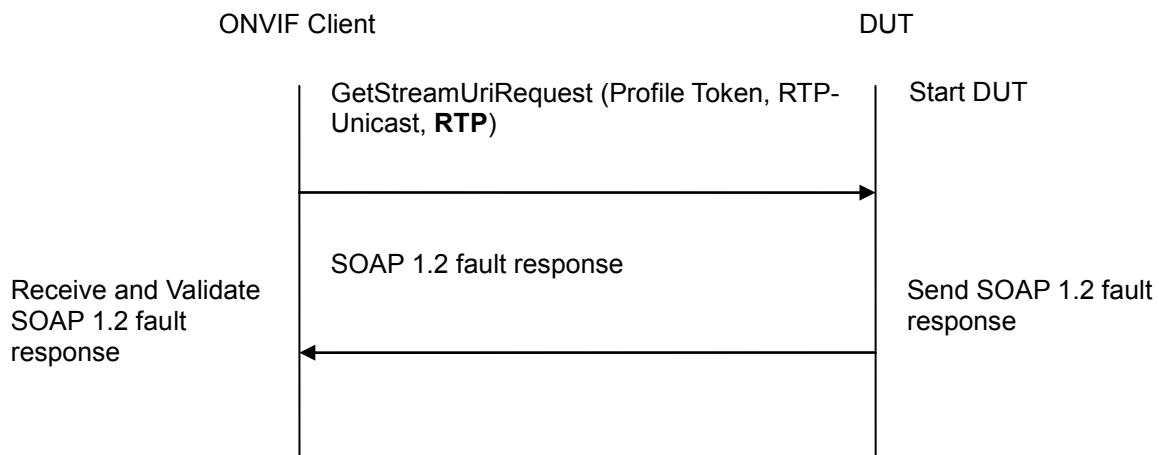 ONVIF Client
DUT
GetStreamUriRequest (Profile Token, RTP-
Unicast, RTP)
Start DUT
SOAP 1.2 fault response
Receive and Validate
SOAP 1.2 fault
response
Send SOAP 1.2 fault
response